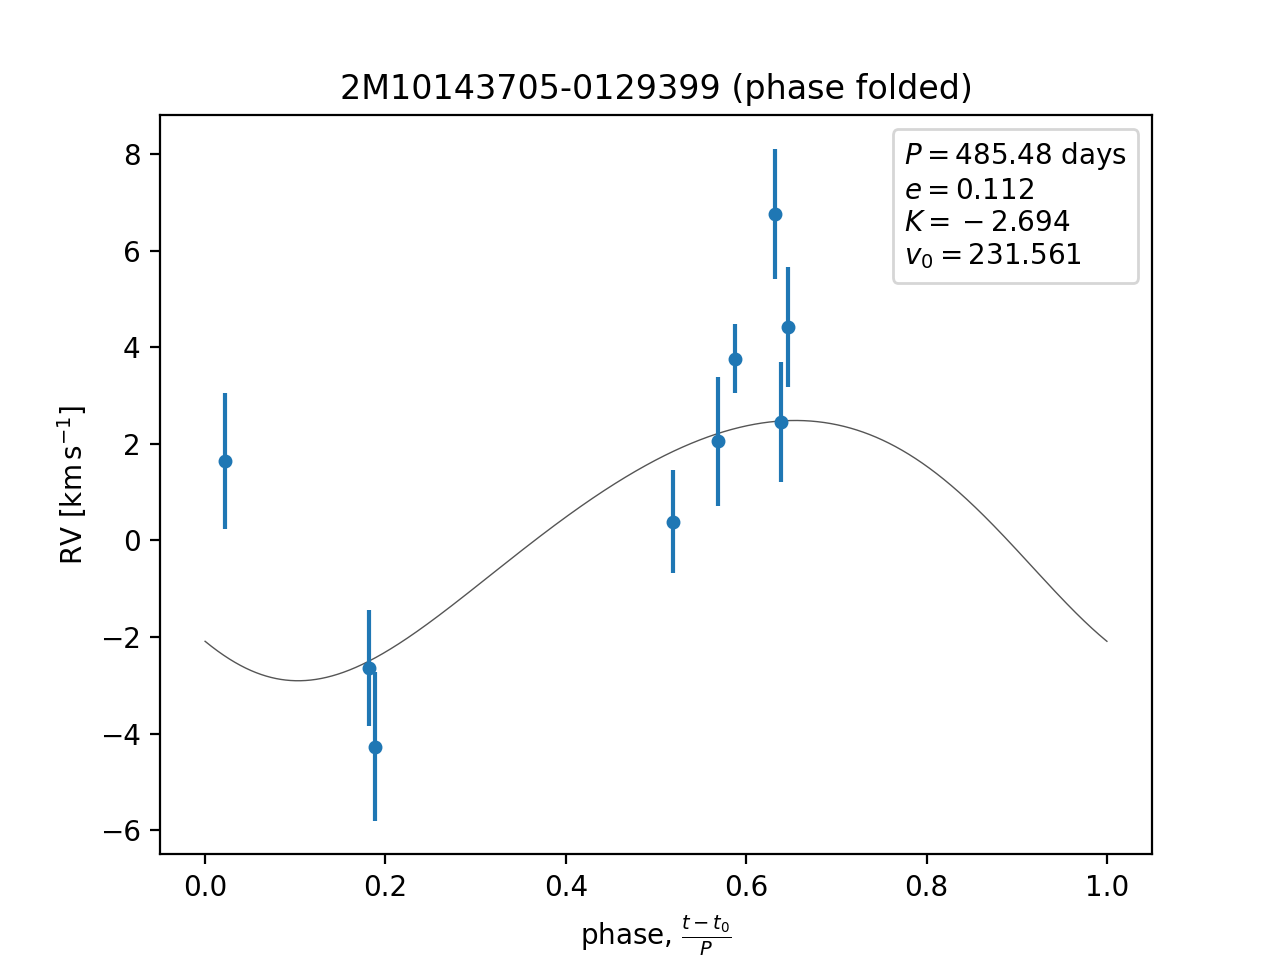 2M10143705-0129399 (phase folded)
P = 485.48 days
e = 0.112
K = −2.694
v₀ = 231.561
RV [km s⁻¹]
8
6
4
2
0
−2
−4
−6
0.0 0.2 0.4 0.6 0.8 1.0
phase, (t − t₀)/P